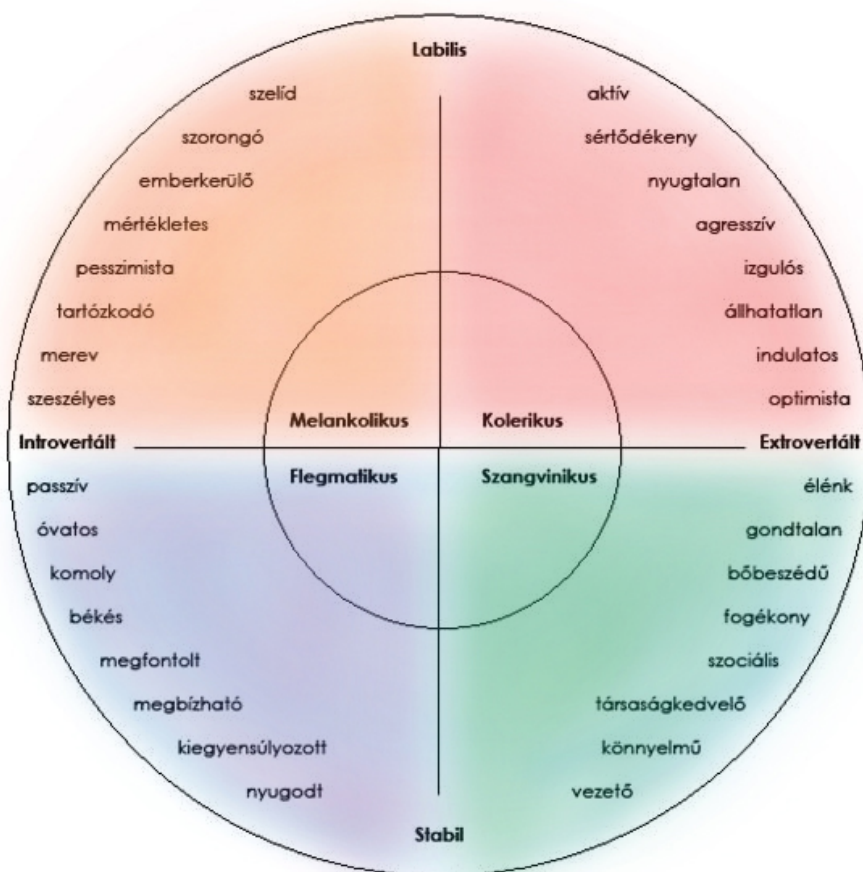 Labilis
szelíd
aktív
szorongó
sértődékeny
emberkerülő
nyugtalan
mértékletes
agresszív
pesszimista
izgulós
tartózkodó
állhatatlan
merev
indulatos
szeszélyes
optimista
Melankolikus
Kolerikus
Introvertált
Extrovertált
Flegmatikus
Szangvinikus
passzív
élénk
óvatos
gondtalan
komoly
bőbeszédű
békés
fogékony
megfontolt
szociális
megbízható
társaságkedvelő
kiegyensúlyozott
könnyelmű
nyugodt
vezető
Stabil